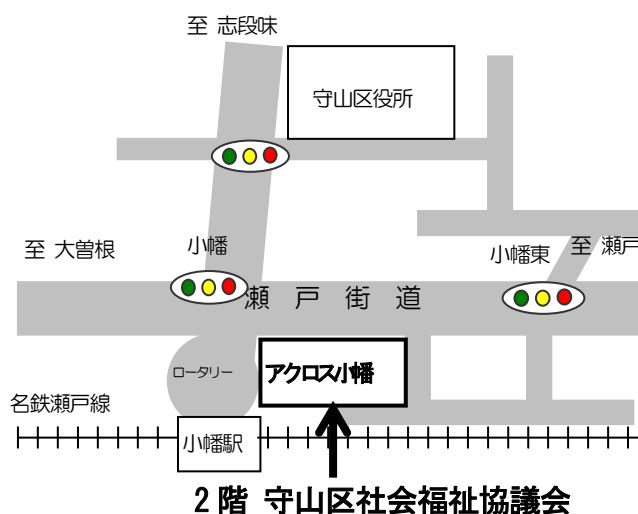 至 志段味
守山区役所
至 大曽根
小幡
小幡東
至 瀬戸
瀬戸街道
ロータリー
アクロス小幡
名鉄瀬戸線
小幡駅
2階 守山区社会福祉協議会